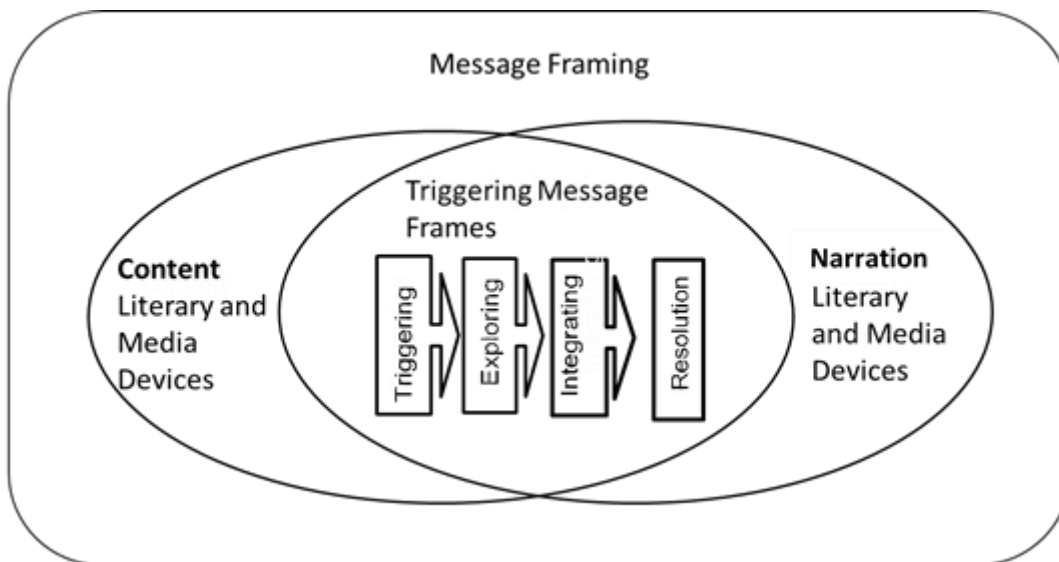 Message Framing
Triggering Message
Frames
Content
Literary and
Media
Devices
Triggering
Exploring
Integrating
Resolution
Narration
Literary
and Media
Devices